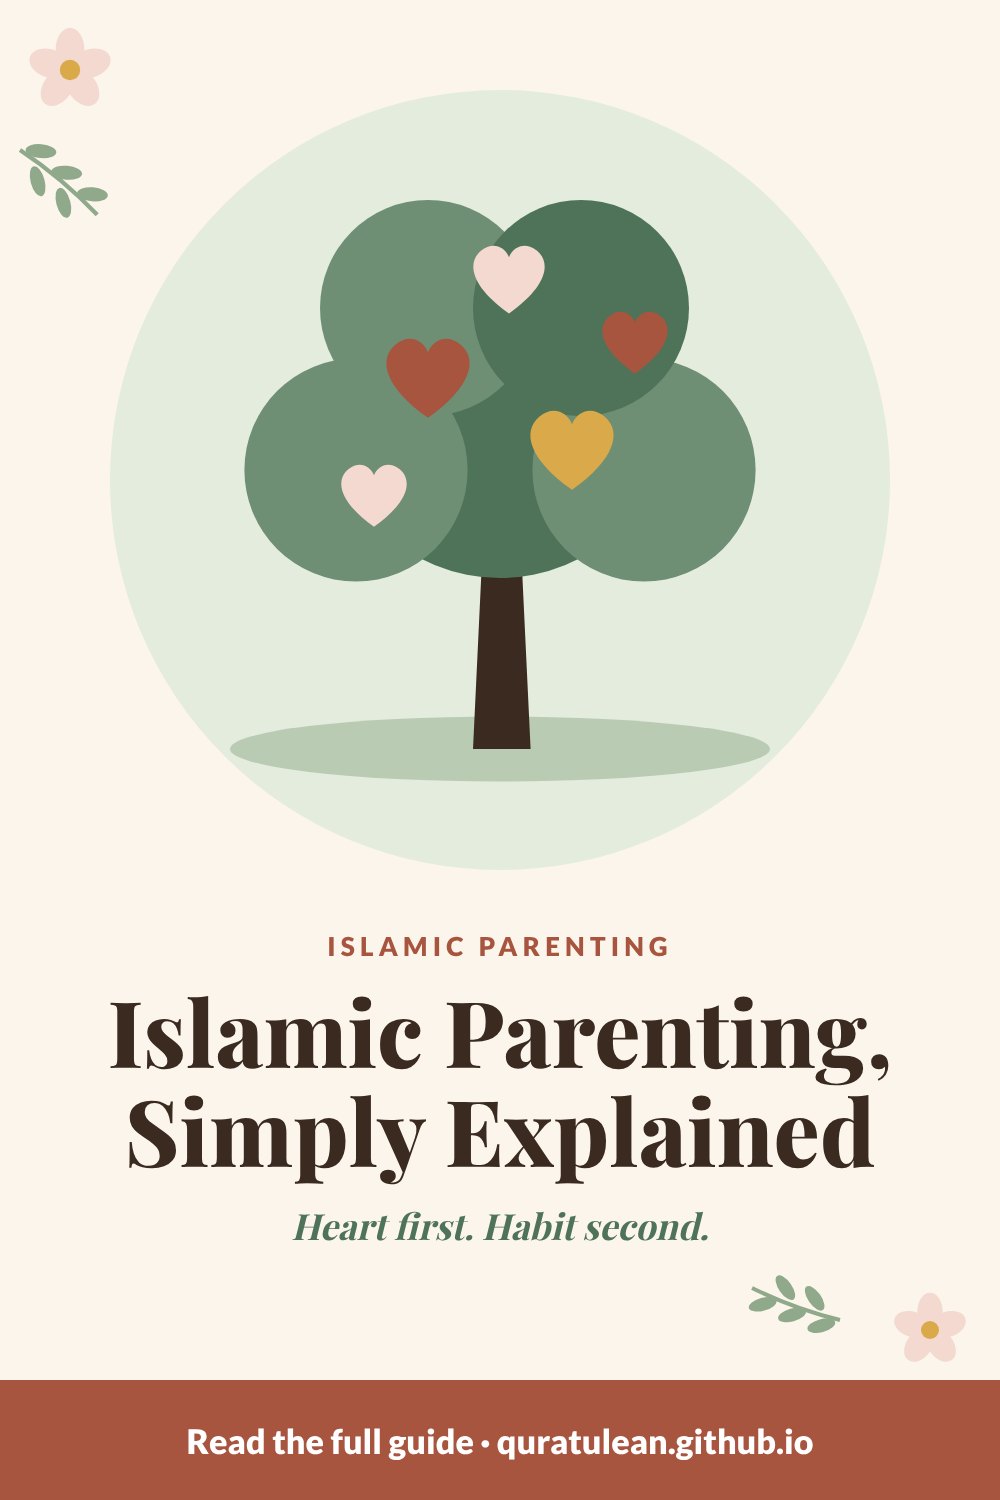 ISLAMIC PARENTING
Islamic Parenting,
Simply Explained
Heart first. Habit second.
Read the full guide · quratulean.github.io